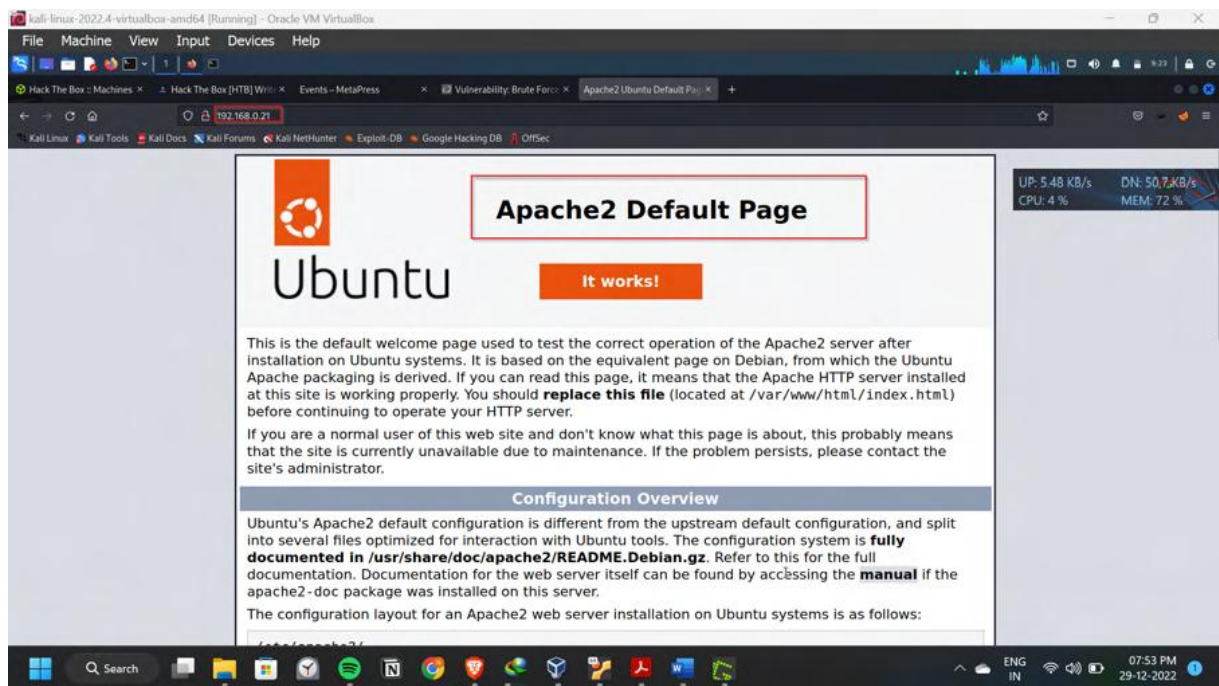 kali-linux-2022.4-virtualbox-amd64 [Running] - Oracle VM VirtualBox
File Machine View Input Devices Help
1
9:23
Hack The Box :: Machines
Hack The Box [HTB] Write
Events – MetaPress
Vulnerability: Brute Force
Apache2 Ubuntu Default Pag
192.168.0.21
Kali Linux Kali Tools Kali Docs Kali Forums Kali NetHunter Exploit-DB Google Hacking DB OffSec
UP: 5.48 KB/s DN: 50.7 KB/s
CPU: 4 % MEM: 72 %
Apache2 Default Page
Ubuntu
It works!
This is the default welcome page used to test the correct operation of the Apache2 server after
installation on Ubuntu systems. It is based on the equivalent page on Debian, from which the Ubuntu
Apache packaging is derived. If you can read this page, it means that the Apache HTTP server installed
at this site is working properly. You should replace this file (located at /var/www/html/index.html)
before continuing to operate your HTTP server.
If you are a normal user of this web site and don't know what this page is about, this probably means
that the site is currently unavailable due to maintenance. If the problem persists, please contact the
site's administrator.
Configuration Overview
Ubuntu's Apache2 default configuration is different from the upstream default configuration, and split
into several files optimized for interaction with Ubuntu tools. The configuration system is fully
documented in /usr/share/doc/apache2/README.Debian.gz. Refer to this for the full
documentation. Documentation for the web server itself can be found by accessing the manual if the
apache2-doc package was installed on this server.
The configuration layout for an Apache2 web server installation on Ubuntu systems is as follows:
/etc/apache2/
Search
ENG
IN
07:53 PM
29-12-2022
1